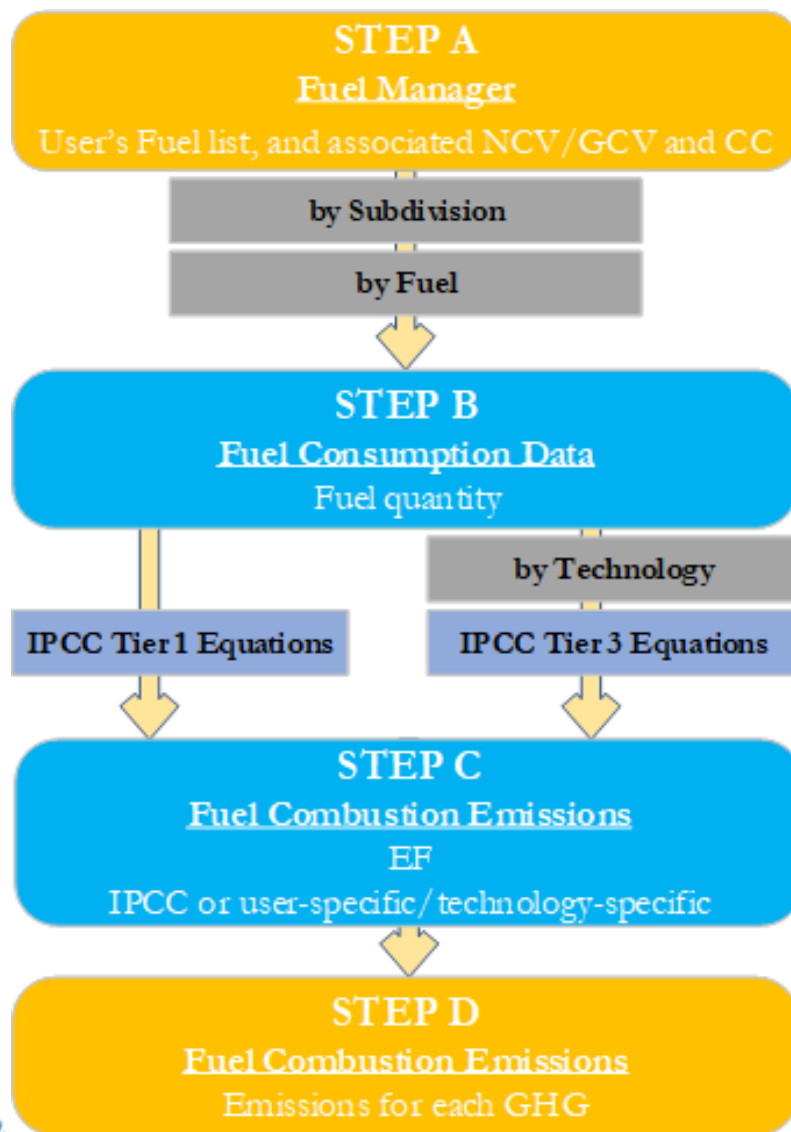 STEP A
Fuel Manager
User's Fuel list, and associated NCV/GCV and CC
by Subdivision
by Fuel
STEP B
Fuel Consumption Data
Fuel quantity
by Technology
IPCC Tier 1 Equations
IPCC Tier 3 Equations
STEP C
Fuel Combustion Emissions
EF
IPCC or user-specific/technology-specific
STEP D
Fuel Combustion Emissions
Emissions for each GHG